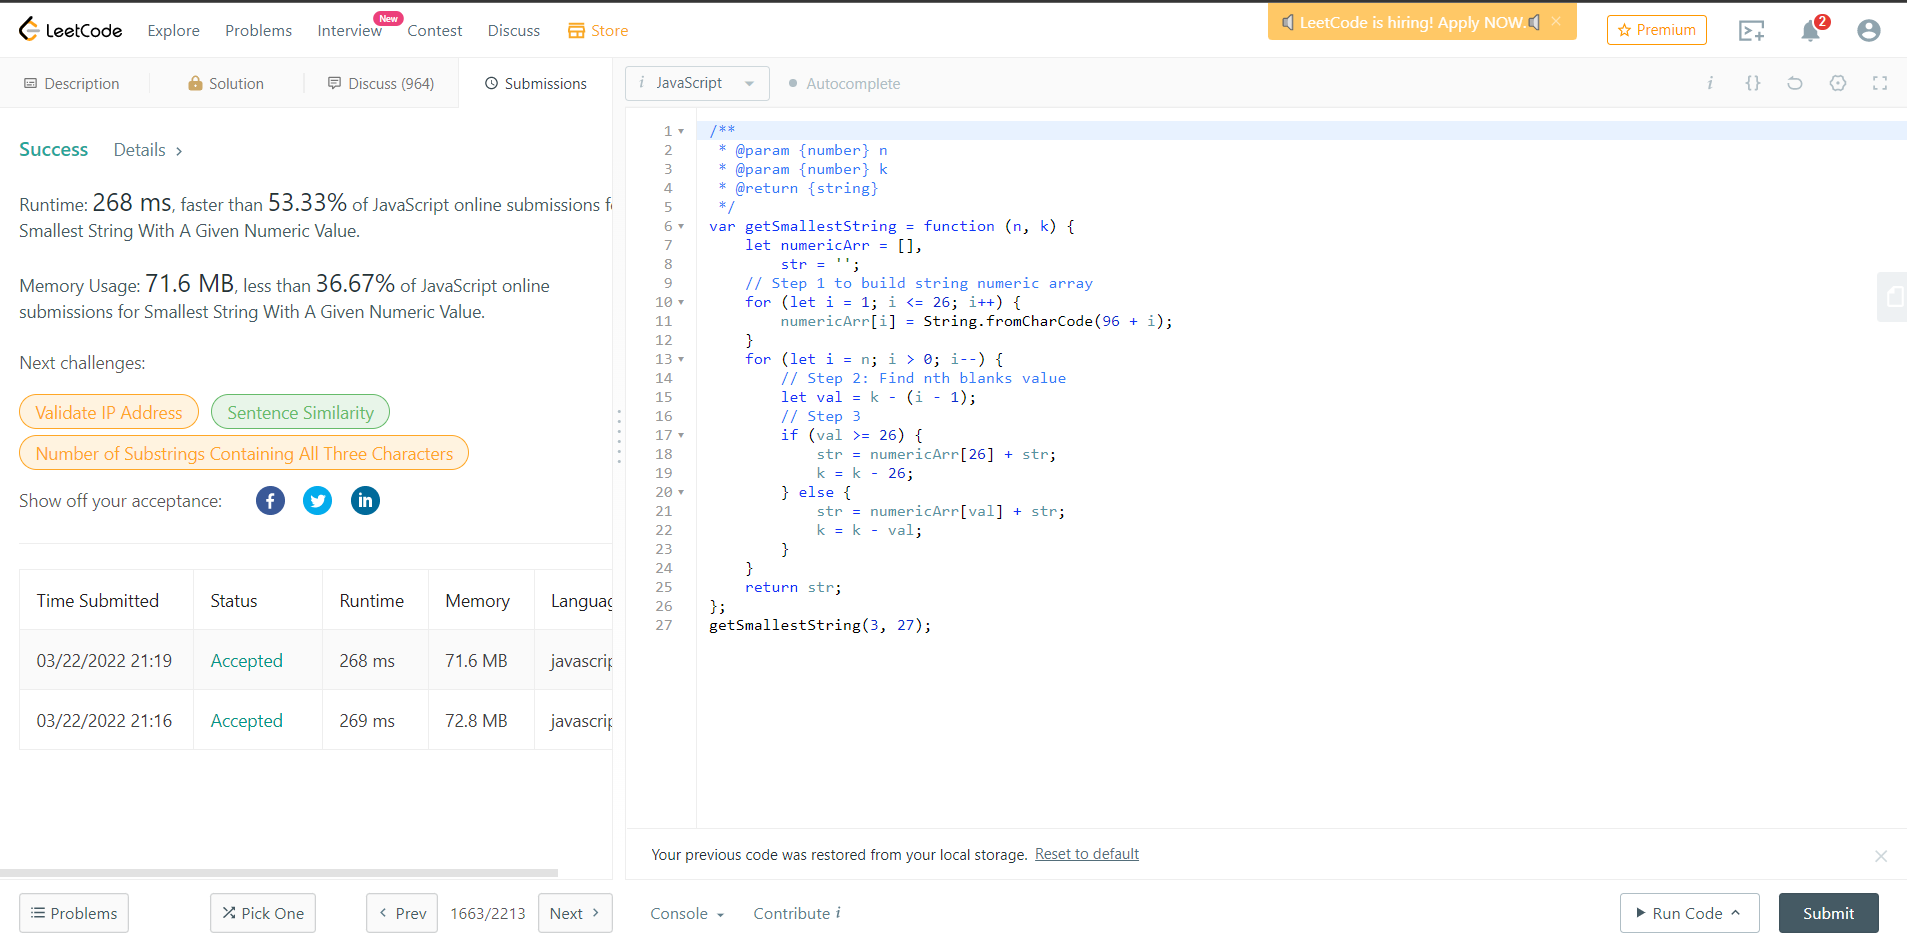 LeetCode Explore Problems Interview New Contest Discuss Store LeetCode is hiring! Apply NOW. × Premium 2
Description Solution Discuss (964) Submissions
Success Details >
Runtime: 268 ms, faster than 53.33% of JavaScript online submissions f
Smallest String With A Given Numeric Value.
Memory Usage: 71.6 MB, less than 36.67% of JavaScript online
submissions for Smallest String With A Given Numeric Value.
Next challenges:
Validate IP Address Sentence Similarity
Number of Substrings Containing All Three Characters
Show off your acceptance:
Time Submitted Status Runtime Memory Languag
03/22/2022 21:19 Accepted 268 ms 71.6 MB javascrip
03/22/2022 21:16 Accepted 269 ms 72.8 MB javascrip
Problems Pick One < Prev 1663/2213 Next >
i JavaScript Autocomplete i {}
1 /**
2  * @param {number} n
3  * @param {number} k
4  * @return {string}
5  */
6 var getSmallestString = function (n, k) {
7     let numericArr = [],
8         str = '';
9     // Step 1 to build string numeric array
10     for (let i = 1; i <= 26; i++) {
11         numericArr[i] = String.fromCharCode(96 + i);
12     }
13     for (let i = n; i > 0; i--) {
14         // Step 2: Find nth blanks value
15         let val = k - (i - 1);
16         // Step 3
17         if (val >= 26) {
18             str = numericArr[26] + str;
19             k = k - 26;
20         } else {
21             str = numericArr[val] + str;
22             k = k - val;
23         }
24     }
25     return str;
26 };
27 getSmallestString(3, 27);
Your previous code was restored from your local storage. Reset to default
Console Contribute i Run Code Submit